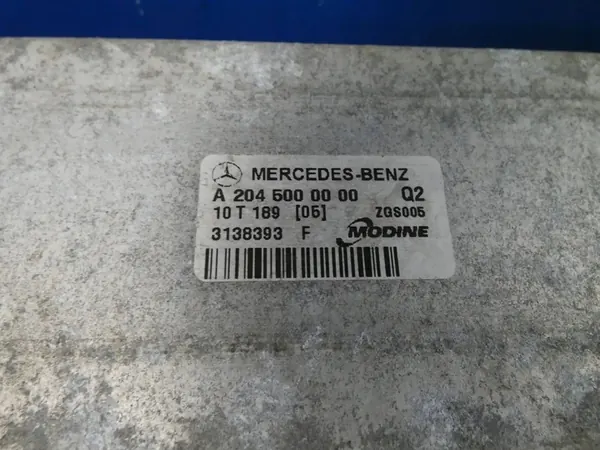 MERCEDES-BENZ
A 204 500 00 00 Q2
10 T 189 [05] ZGS005
3138393 F MODINE